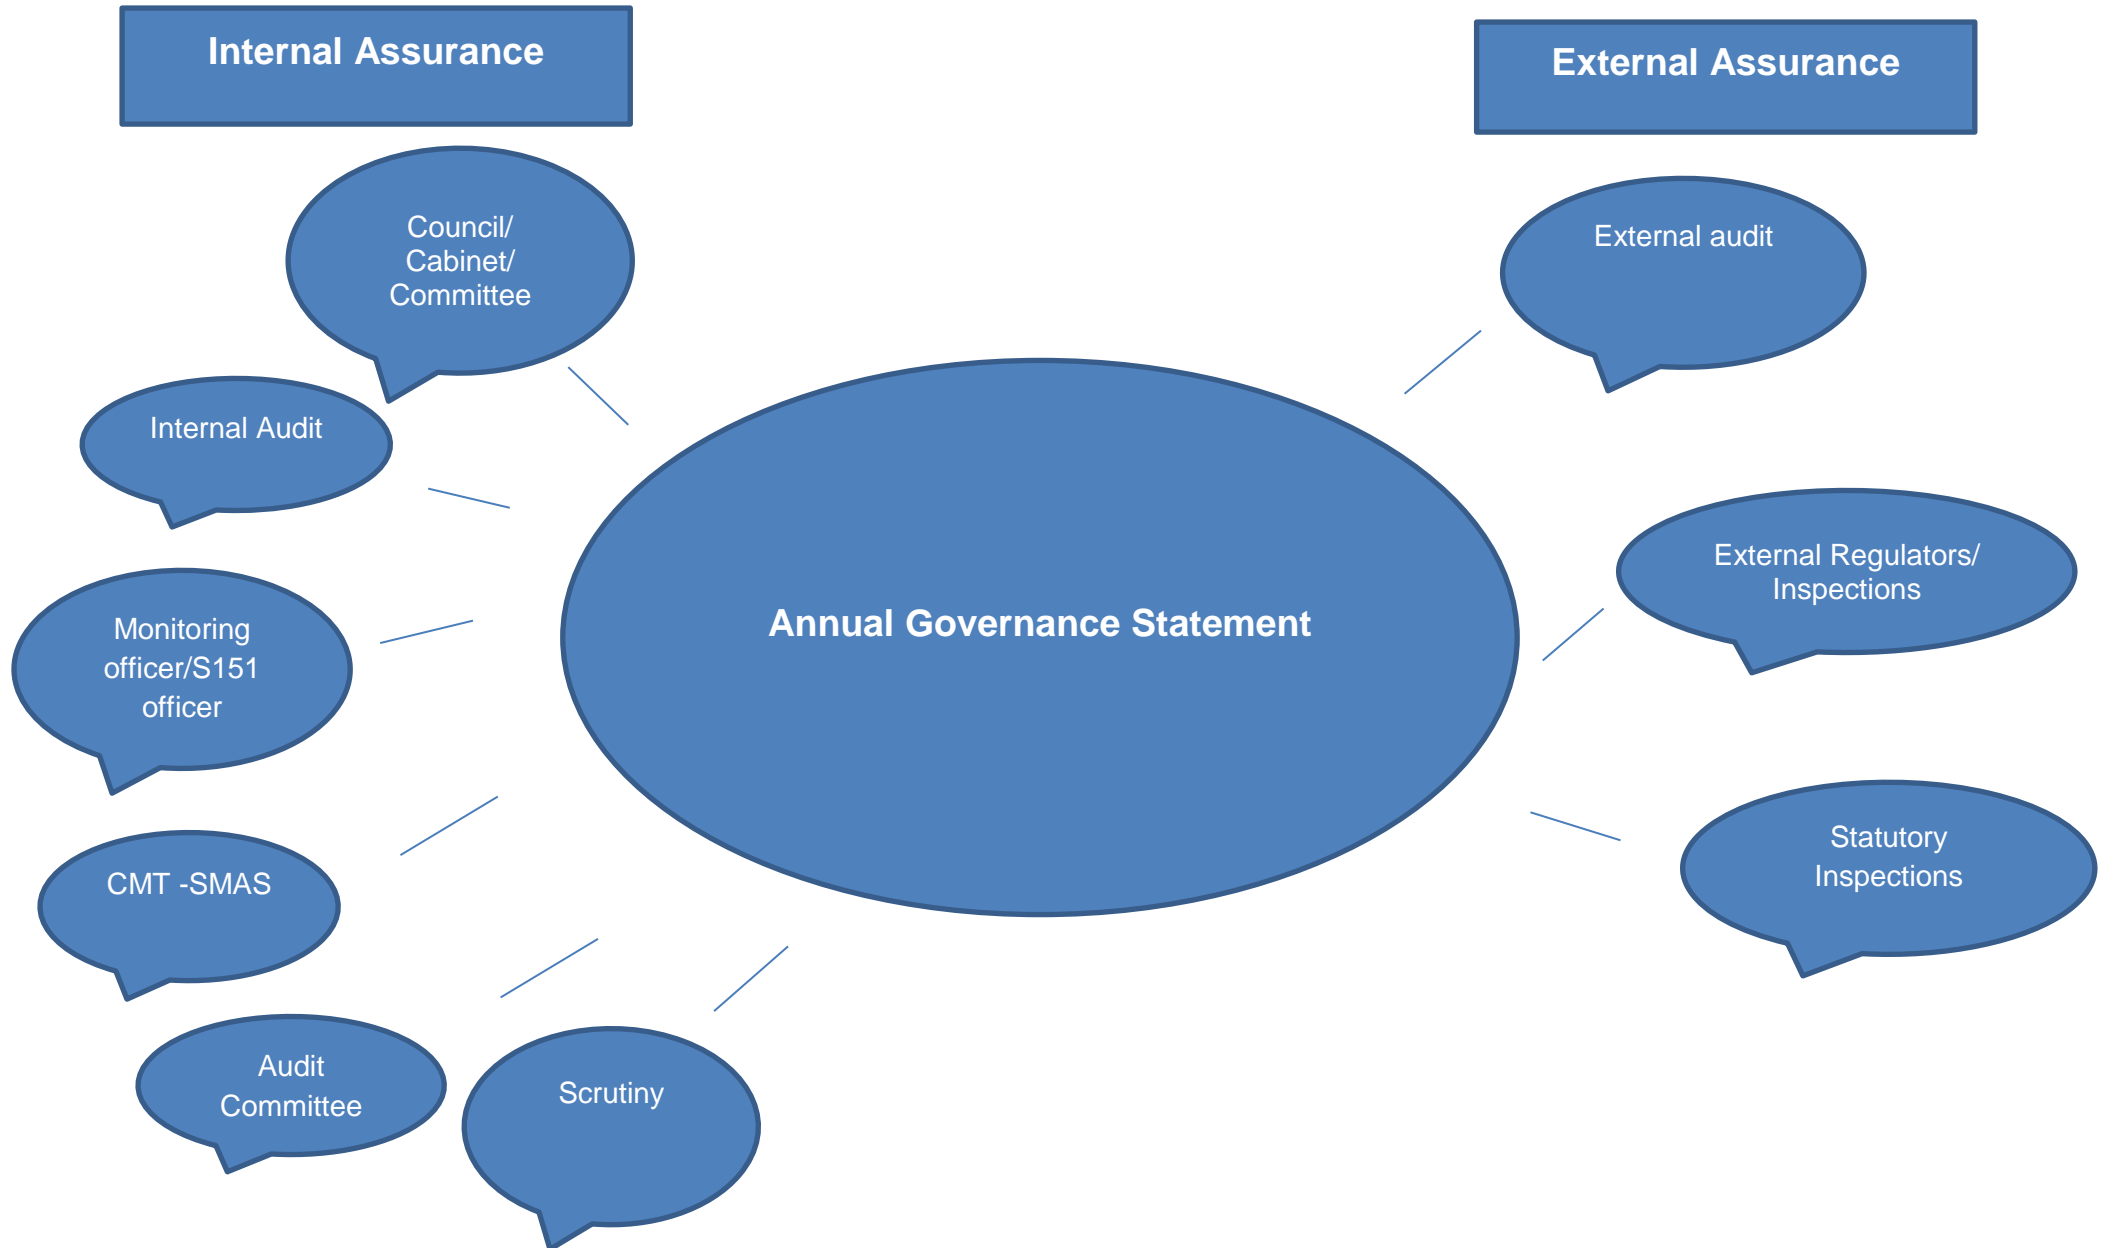 Internal Assurance
External Assurance
Council/
Cabinet/
Committee
External audit
Internal Audit
External Regulators/
Inspections
Annual Governance Statement
Monitoring
officer/S151
officer
Statutory
Inspections
CMT -SMAS
Audit
Committee
Scrutiny